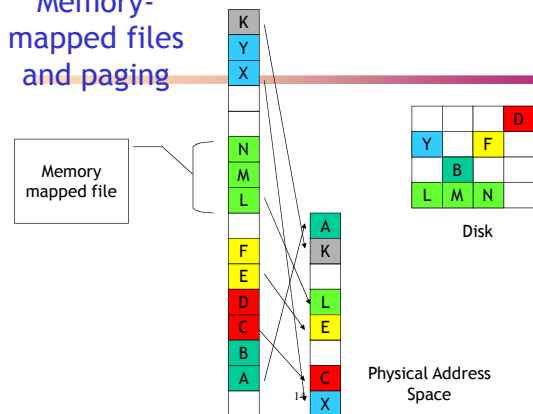 Memory-
mapped files
and paging
K
Y
X
N
M
L
F
E
D
C
B
A
Memory
mapped file
A
K
L
E
C
X
14
Physical Address
Space
D
Y F
B
L M N
Disk